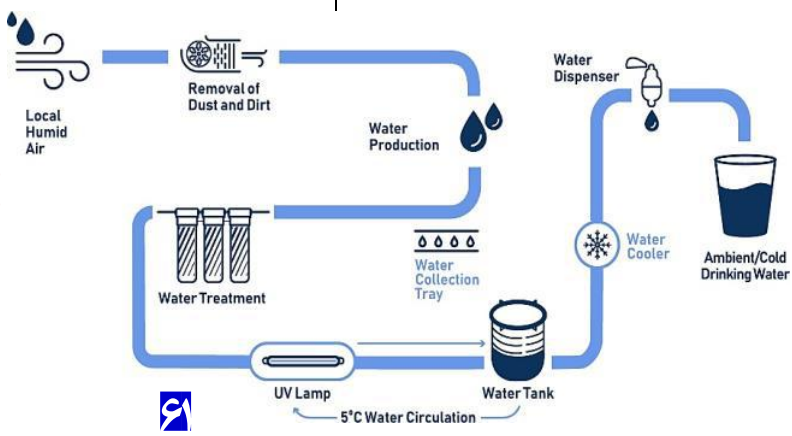 Local
Humid
Air
Removal of
Dust and Dirt
Water
Production
Water
Dispenser
Water Treatment
Water
Collection
Tray
Water
Cooler
Ambient/Cold
Drinking Water
UV Lamp
Water Tank
5°C Water Circulation
۶۱